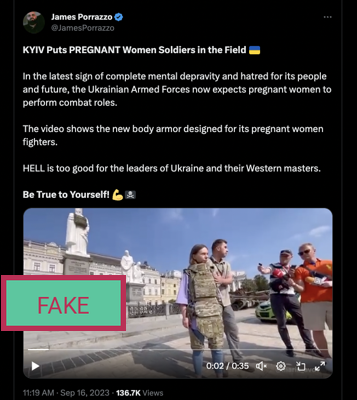 James Porrazzo
@JamesPorrazzo
KYIV Puts PREGNANT Women Soldiers in the Field 🇺🇦
In the latest sign of complete mental depravity and hatred for its people
and future, the Ukrainian Armed Forces now expects pregnant women to
perform combat roles.
The video shows the new body armor designed for its pregnant women
fighters.
HELL is too good for the leaders of Ukraine and their Western masters.
Be True to Yourself! 💪🏴‍☠️
FAKE
0:02 / 0:35
11:19 AM · Sep 16, 2023 · 136.7K Views